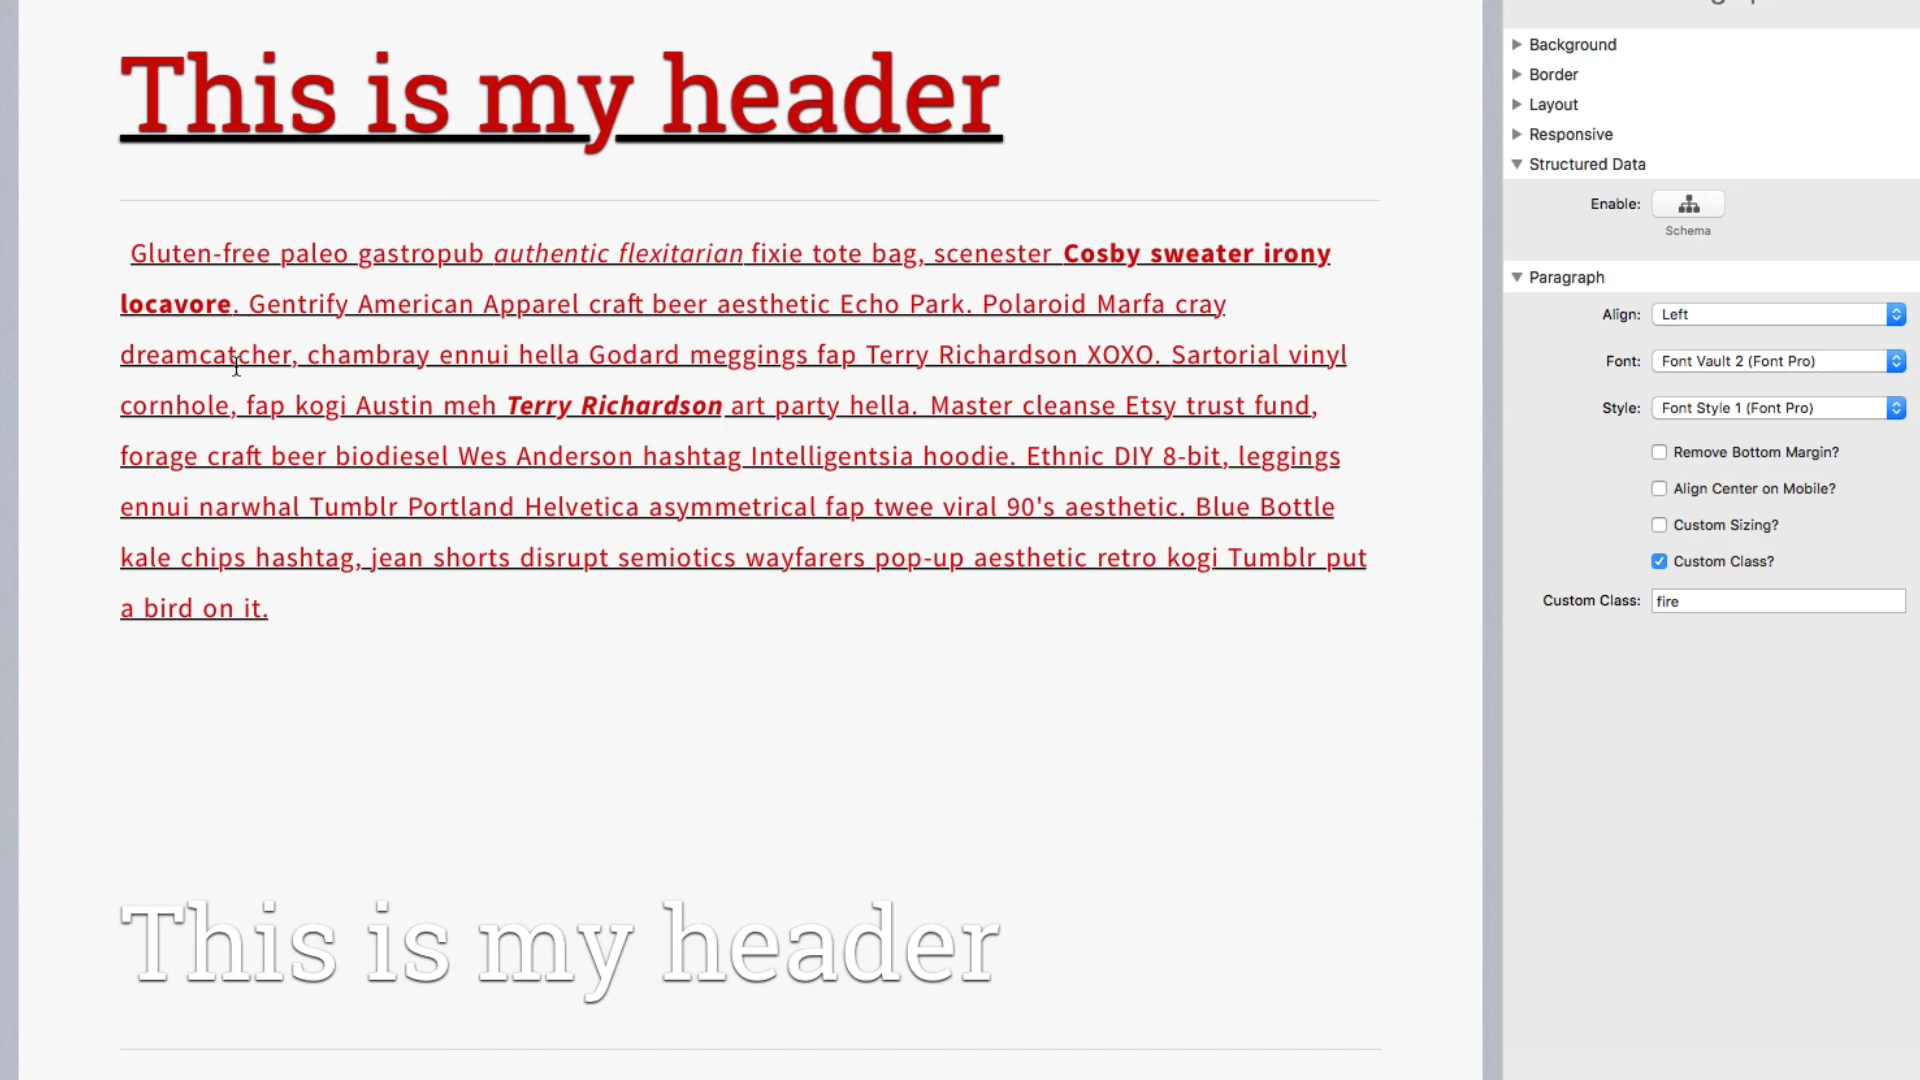 This is my header
Gluten-free paleo gastropub authentic flexitarian fixie tote bag, scenester Cosby sweater irony
locavore. Gentrify American Apparel craft beer aesthetic Echo Park. Polaroid Marfa cray
dreamcatcher, chambray ennui hella Godard meggings fap Terry Richardson XOXO. Sartorial vinyl
cornhole, fap kogi Austin meh Terry Richardson art party hella. Master cleanse Etsy trust fund,
forage craft beer biodiesel Wes Anderson hashtag Intelligentsia hoodie. Ethnic DIY 8-bit, leggings
ennui narwhal Tumblr Portland Helvetica asymmetrical fap twee viral 90's aesthetic. Blue Bottle
kale chips hashtag, jean shorts disrupt semiotics wayfarers pop-up aesthetic retro kogi Tumblr put
a bird on it.
This is my header
Background
Border
Layout
Responsive
Structured Data
Enable:
Schema
Paragraph
Align: Left
Font: Font Vault 2 (Font Pro)
Style: Font Style 1 (Font Pro)
Remove Bottom Margin?
Align Center on Mobile?
Custom Sizing?
Custom Class?
Custom Class: fire